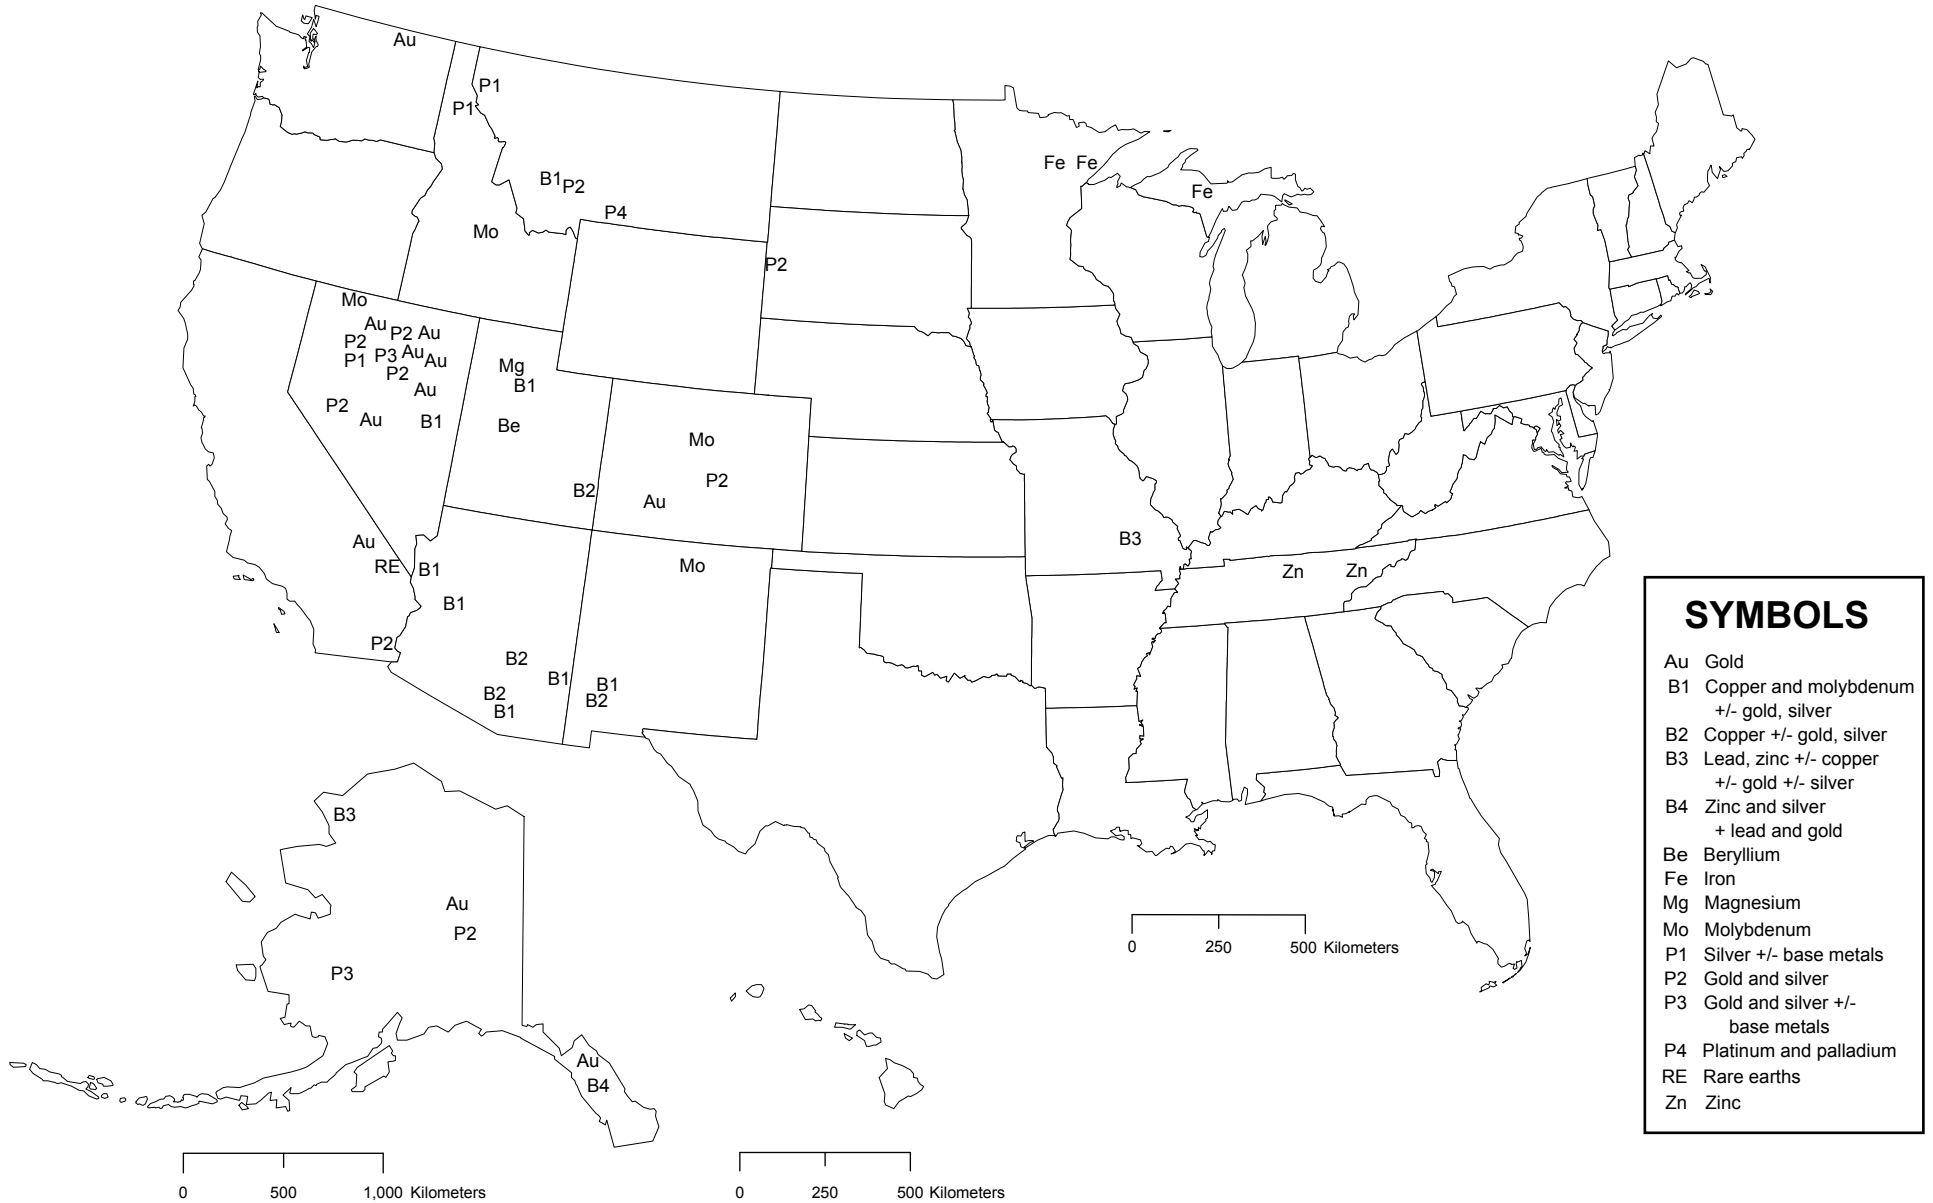 Au
P1
P1
Fe Fe
B1
P2
Fe
P4
Mo
P2
Mo
Au
P2
Au
P2
P3
Au
P1
Au
P2
Mg
B1
Au
P2
Au
B1
Be
Mo
P2
B2
Au
Au
B3
RE
B1
Mo
Zn
Zn
B1
P2
B2
B1
B1
B2
B2
B1
SYMBOLS
Au Gold
B1 Copper and molybdenum
+/- gold, silver
B2 Copper +/- gold, silver
B3 Lead, zinc +/- copper
+/- gold +/- silver
B4 Zinc and silver
+ lead and gold
Be Beryllium
Fe Iron
Mg Magnesium
Mo Molybdenum
P1 Silver +/- base metals
P2 Gold and silver
P3 Gold and silver +/-
base metals
P4 Platinum and palladium
RE Rare earths
Zn Zinc
B3
Au
P2
P3
Au
B4
0 250 500 Kilometers
0 500 1,000 Kilometers
0 250 500 Kilometers